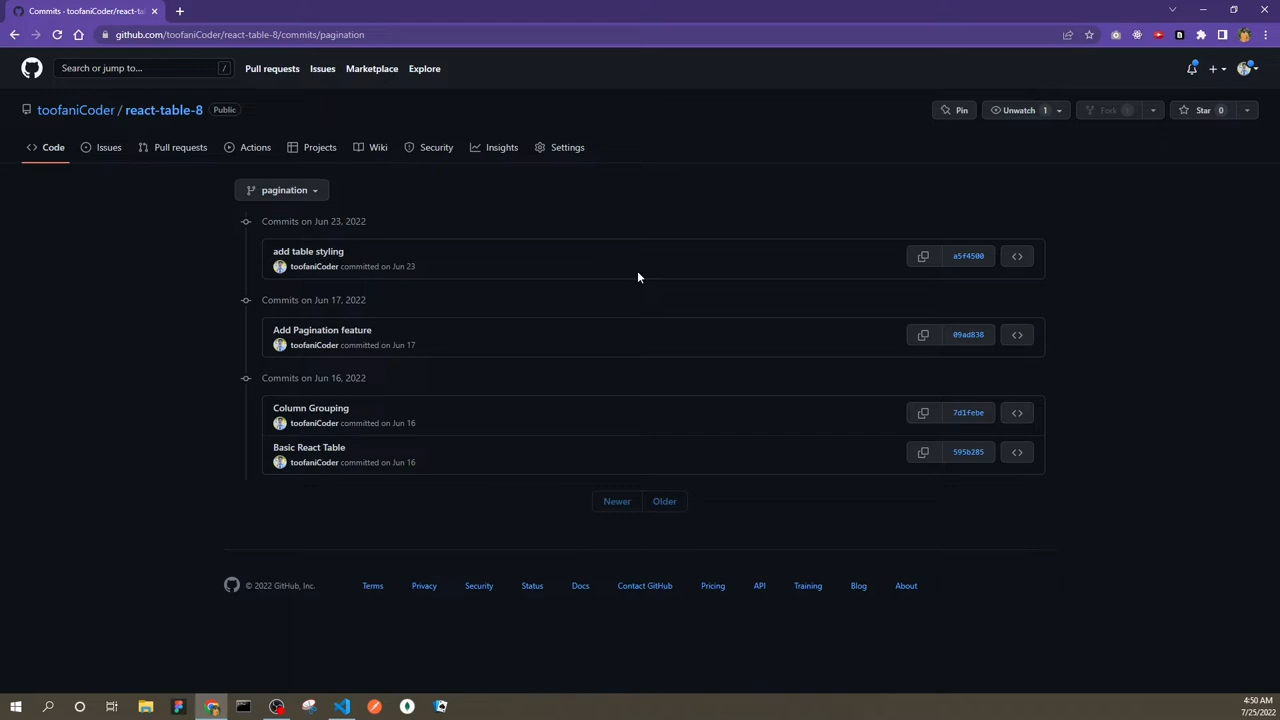 Commits - toofaniCoder/react-tab
github.com/toofaniCoder/react-table-8/commits/pagination
Search or jump to... /
Pull requests Issues Marketplace Explore
toofaniCoder / react-table-8 Public
Pin Unwatch 1 Fork 1 Star 0
Code Issues Pull requests Actions Projects Wiki Security Insights Settings
pagination
Commits on Jun 23, 2022
add table styling
toofaniCoder committed on Jun 23
a5f4500
Commits on Jun 17, 2022
Add Pagination feature
toofaniCoder committed on Jun 17
09ad838
Commits on Jun 16, 2022
Column Grouping
toofaniCoder committed on Jun 16
7d1febe
Basic React Table
toofaniCoder committed on Jun 16
595b285
Newer Older
© 2022 GitHub, Inc. Terms Privacy Security Status Docs Contact GitHub Pricing API Training Blog About
4:50 AM
7/25/2022